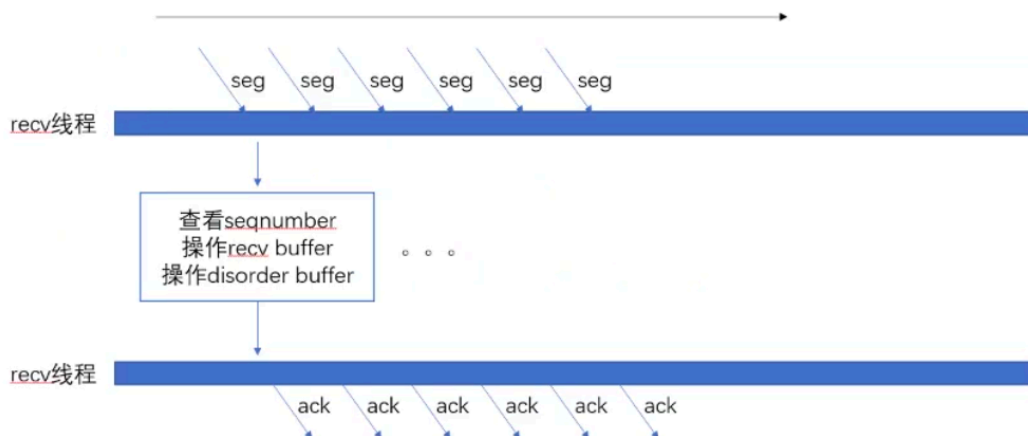 seg seg seg seg seg seg
recv线程
查看seqnumber
操作recv buffer
操作disorder buffer
。。。
recv线程
ack ack ack ack ack ack